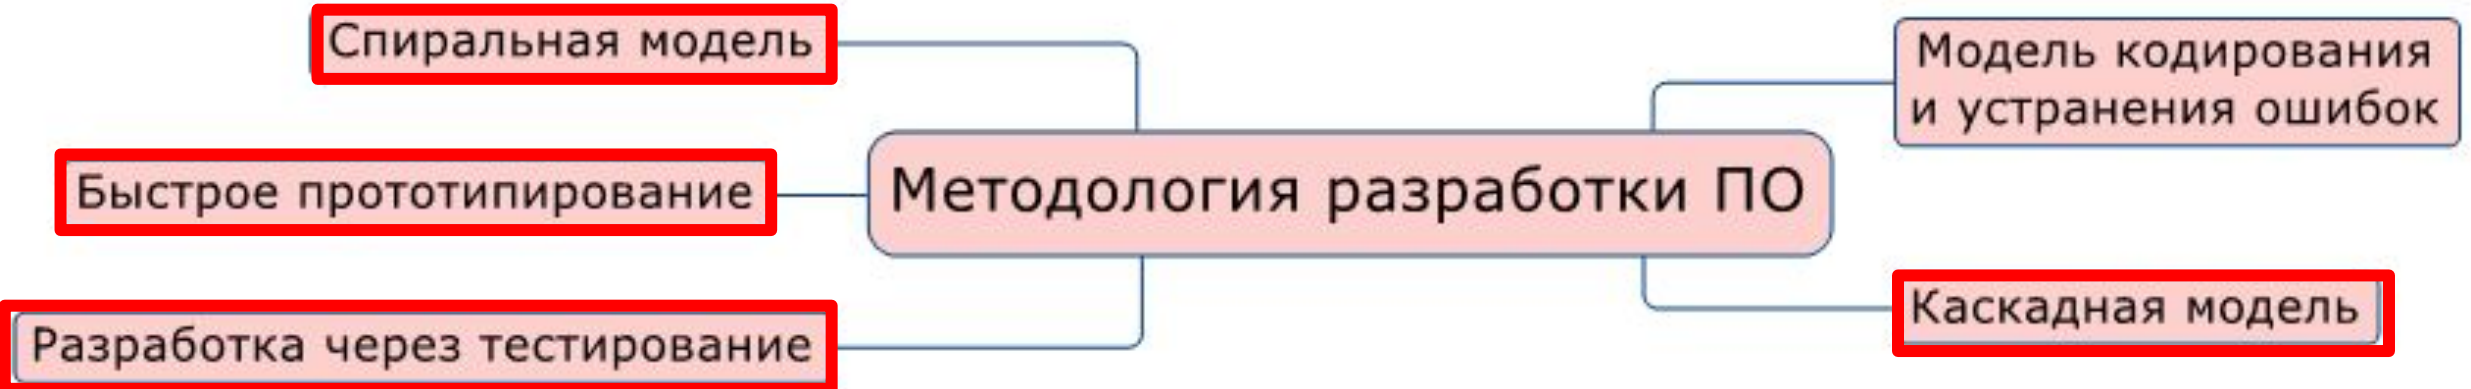 Спиральная модель
Модель кодирования
и устранения ошибок
Быстрое прототипирование
Методология разработки ПО
Разработка через тестирование
Каскадная модель